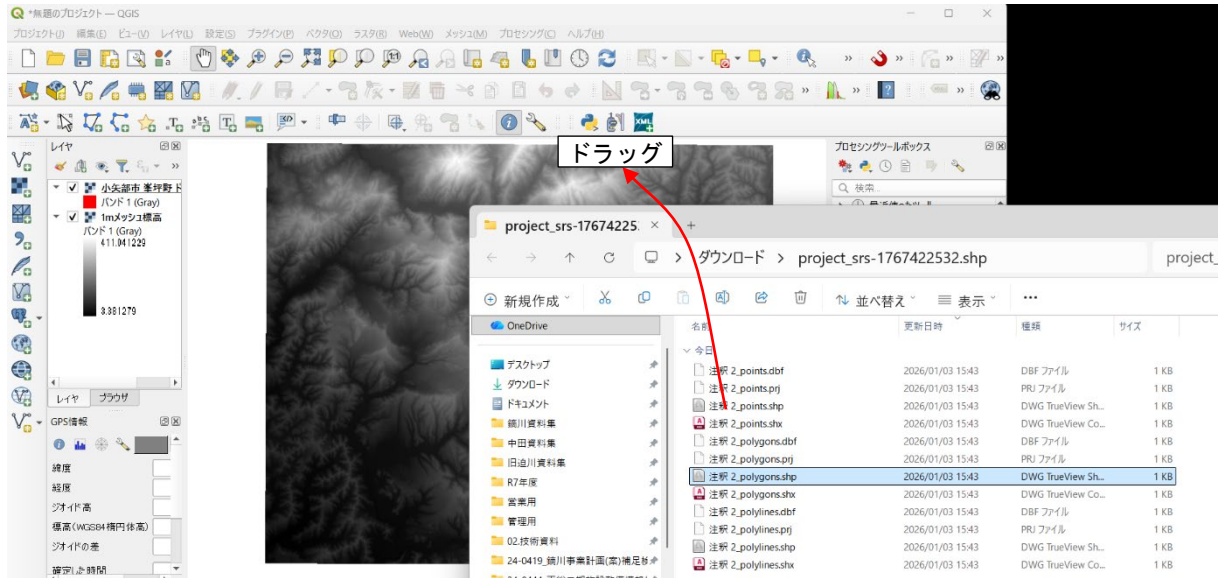 *無題のプロジェクト — QGIS
プロジェクト(J) 編集(E) ビュー(V) レイヤ(L) 設定(S) プラグイン(P) ベクタ(O) ラスタ(R) Web(W) メッシュ(M) プロセシング(C) ヘルプ(H)
レイヤ
小矢部市 峯坪野
バンド 1 (Gray)
1mメッシュ標高
バンド 1 (Gray)
411.041229
3.381279
レイヤ ブラウザ
GPS情報
緯度
経度
ジオイド高
標高(WGS84楕円体高)
ジオイドの差
確定した時間
ドラッグ
プロセシングツールボックス
検索...
project_srs-17674225
ダウンロード > project_srs-1767422532.shp
project_
新規作成
並べ替え
表示
OneDrive
デスクトップ
ダウンロード
ドキュメント
鏑川資料集
中田資料集
旧迫川資料集
R7年度
営業用
管理用
02.技術資料
24-0419_鏑川事業計画(案)補足
名前 更新日時 種類 サイズ
今日
注釈 2_points.dbf 2026/01/03 15:43 DBF ファイル 1 KB
注釈 2_points.prj 2026/01/03 15:43 PRJ ファイル 1 KB
注釈 2_points.shp 2026/01/03 15:43 DWG TrueView Sh... 1 KB
注釈 2_points.shx 2026/01/03 15:43 DWG TrueView Co... 1 KB
注釈 2_polygons.dbf 2026/01/03 15:43 DBF ファイル 1 KB
注釈 2_polygons.prj 2026/01/03 15:43 PRJ ファイル 1 KB
注釈 2_polygons.shp 2026/01/03 15:43 DWG TrueView Sh... 1 KB
注釈 2_polygons.shx 2026/01/03 15:43 DWG TrueView Co... 1 KB
注釈 2_polylines.dbf 2026/01/03 15:43 DBF ファイル 1 KB
注釈 2_polylines.prj 2026/01/03 15:43 PRJ ファイル 1 KB
注釈 2_polylines.shp 2026/01/03 15:43 DWG TrueView Sh... 1 KB
注釈 2_polylines.shx 2026/01/03 15:43 DWG TrueView Co... 1 KB